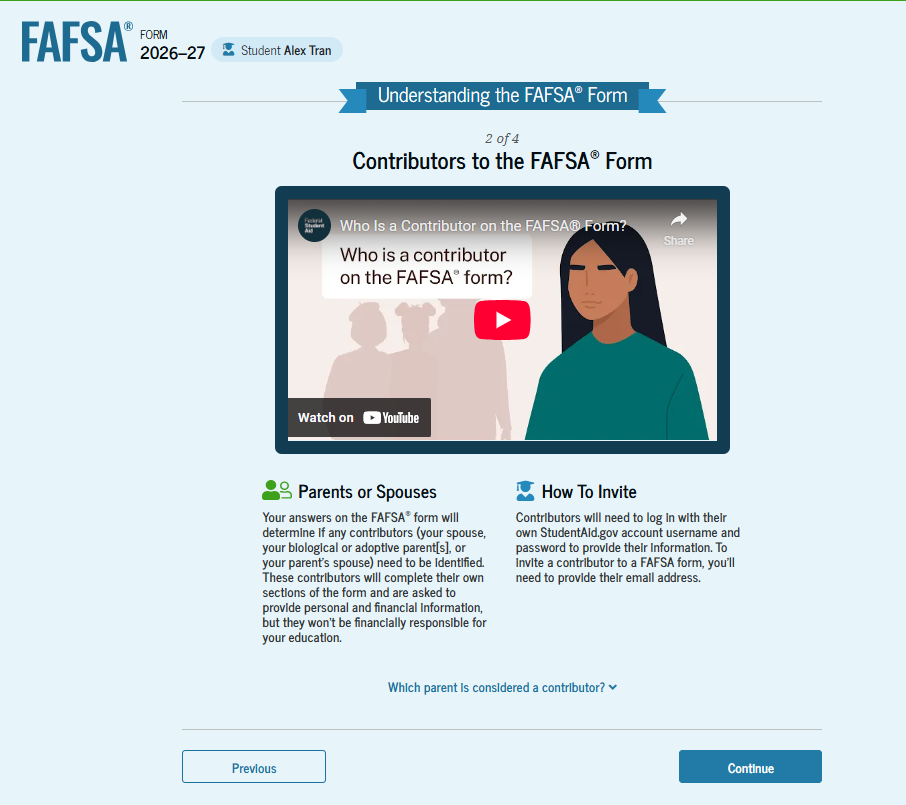 FAFSA®
FORM
2026–27
Student Alex Tran
Understanding the FAFSA® Form
2 of 4
Contributors to the FAFSA® Form
Federal
Student
Aid
Who Is a Contributor on the FAFSA® Form?
Share
Who is a contributor
on the FAFSA® form?
Watch on YouTube
Parents or Spouses
Your answers on the FAFSA® form will
determine if any contributors (your spouse,
your biological or adoptive parent[s], or
your parent's spouse) need to be identified.
These contributors will complete their own
sections of the form and are asked to
provide personal and financial information,
but they won't be financially responsible for
your education.
How To Invite
Contributors will need to log in with their
own StudentAid.gov account username and
password to provide their information. To
invite a contributor to a FAFSA form, you'll
need to provide their email address.
Which parent is considered a contributor?
Previous
Continue